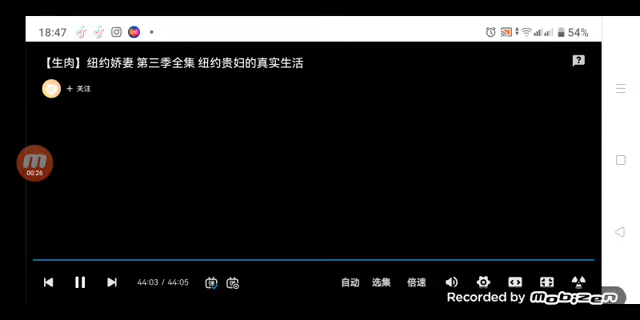 18:47
54%
【生肉】纽约娇妻 第三季全集 纽约贵妇的真实生活
+ 关注
00:26
44:03 / 44:05
自动 选集 倍速
Recorded by mobizen